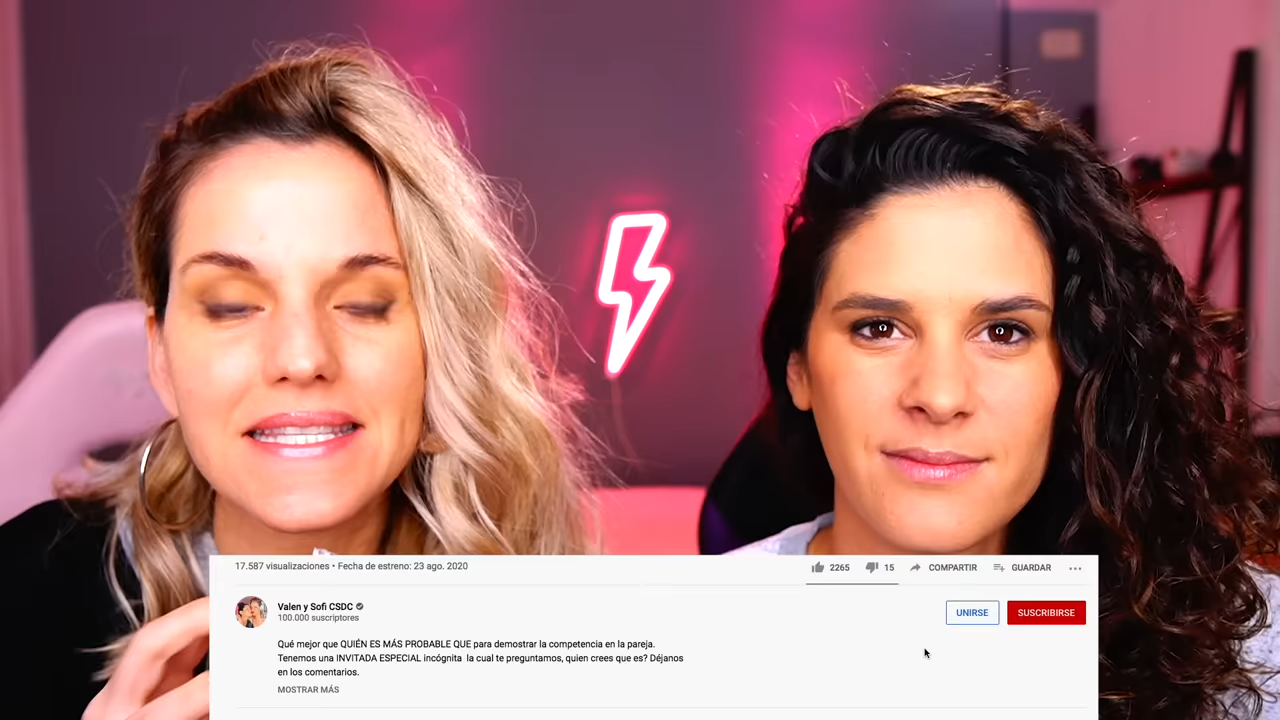 17.587 visualizaciones • Fecha de estreno: 23 ago. 2020
2265
15
COMPARTIR
GUARDAR
Valen y Sofi CSDC
100.000 suscriptores
UNIRSE
SUSCRIBIRSE
Qué mejor que QUIÉN ES MÁS PROBABLE QUE para demostrar la competencia en la pareja.
Tenemos una INVITADA ESPECIAL incógnita la cual te preguntamos, quien crees que es? Déjanos
en los comentarios.
MOSTRAR MÁS